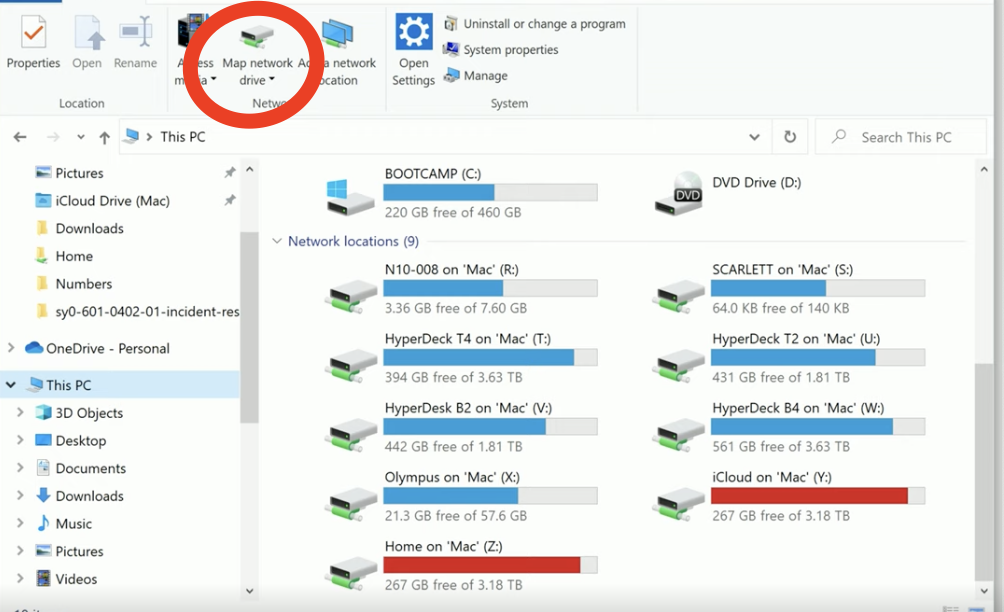 Properties
Open
Rename
Location
Map network
drive
Add a network
location
Network
Open
Settings
Uninstall or change a program
System properties
Manage
System
This PC
Search This PC
Pictures
iCloud Drive (Mac)
Downloads
Home
Numbers
sy0-601-0402-01-incident-res
OneDrive - Personal
This PC
3D Objects
Desktop
Documents
Downloads
Music
Pictures
Videos
BOOTCAMP (C:)
220 GB free of 460 GB
DVD Drive (D:)
DVD
Network locations (9)
N10-008 on 'Mac' (R:)
3.36 GB free of 7.60 GB
SCARLETT on 'Mac' (S:)
64.0 KB free of 140 KB
HyperDeck T4 on 'Mac' (T:)
394 GB free of 3.63 TB
HyperDeck T2 on 'Mac' (U:)
431 GB free of 1.81 TB
HyperDesk B2 on 'Mac' (V:)
442 GB free of 1.81 TB
HyperDeck B4 on 'Mac' (W:)
561 GB free of 3.63 TB
Olympus on 'Mac' (X:)
21.3 GB free of 57.6 GB
iCloud on 'Mac' (Y:)
267 GB free of 3.18 TB
Home on 'Mac' (Z:)
267 GB free of 3.18 TB